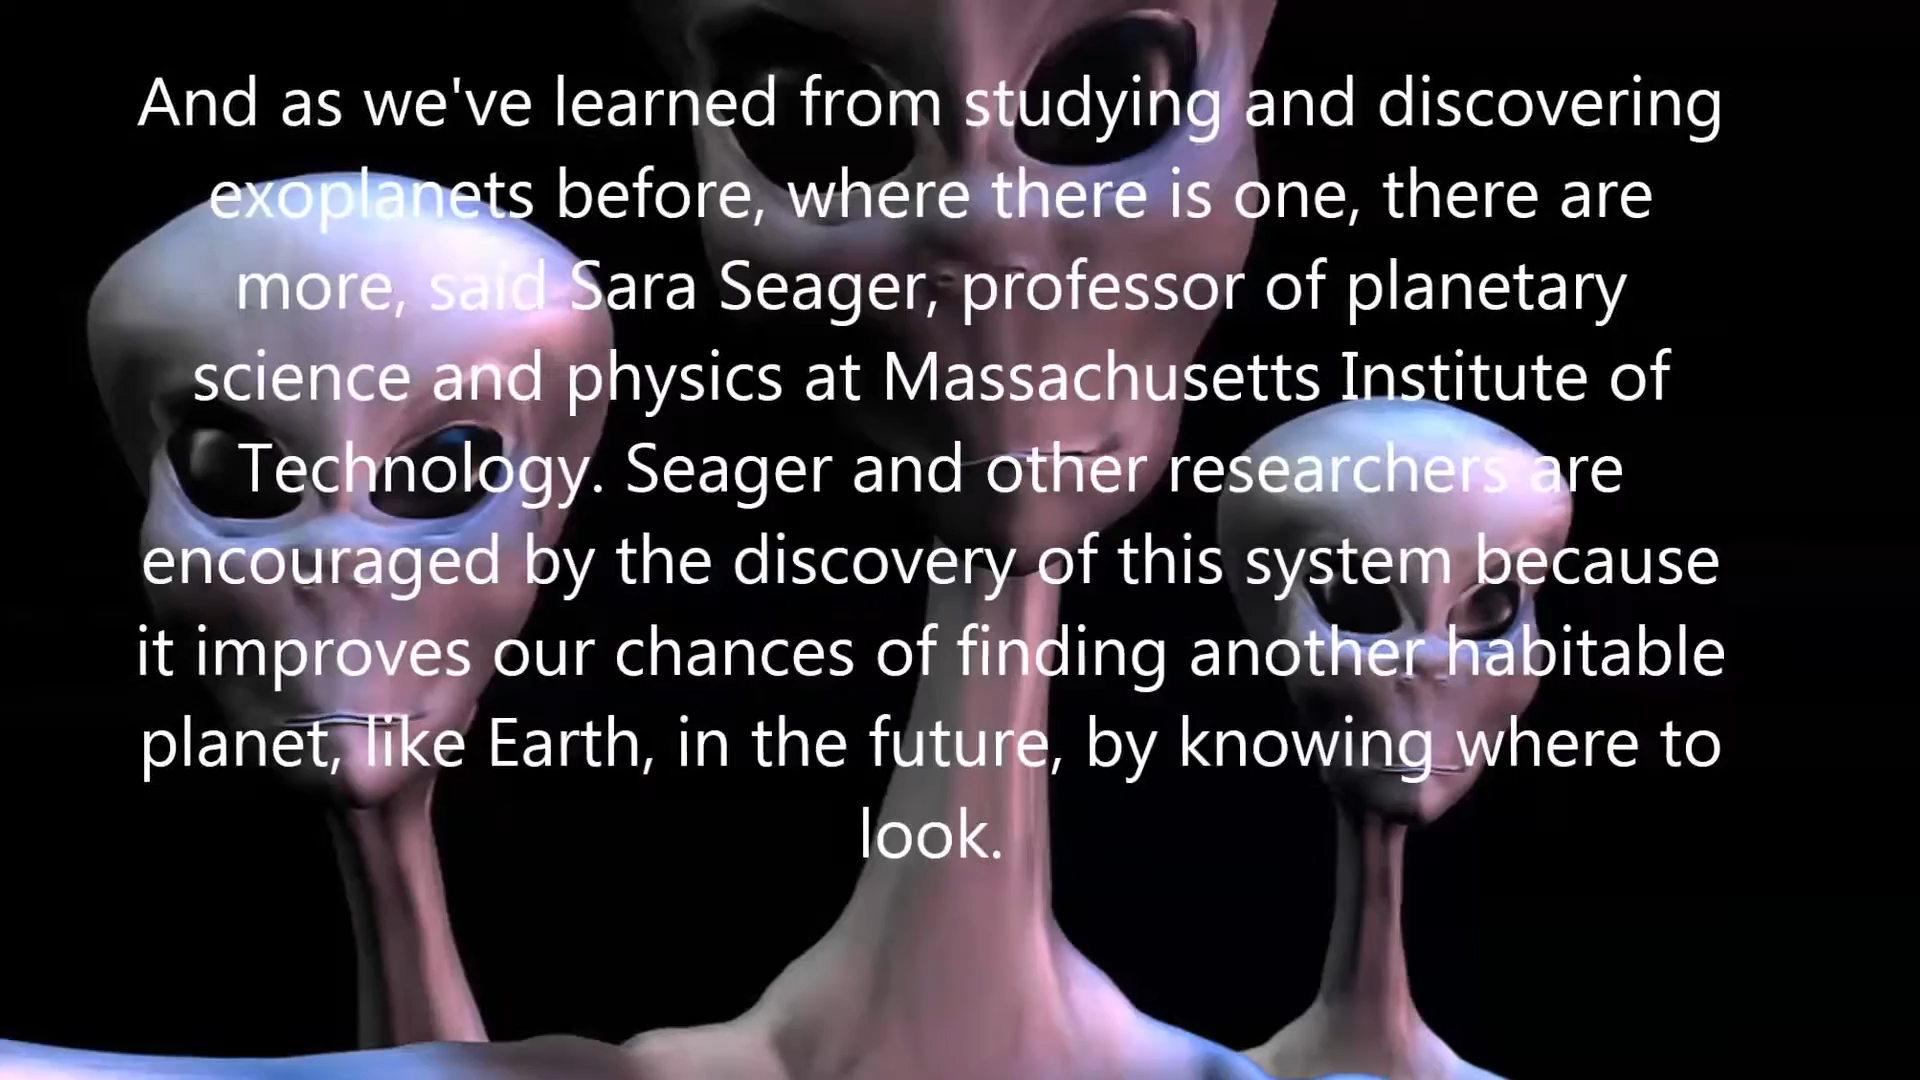 And as we've learned from studying and discovering
exoplanets before, where there is one, there are
more, said Sara Seager, professor of planetary
science and physics at Massachusetts Institute of
Technology. Seager and other researchers are
encouraged by the discovery of this system because
it improves our chances of finding another habitable
planet, like Earth, in the future, by knowing where to
look.